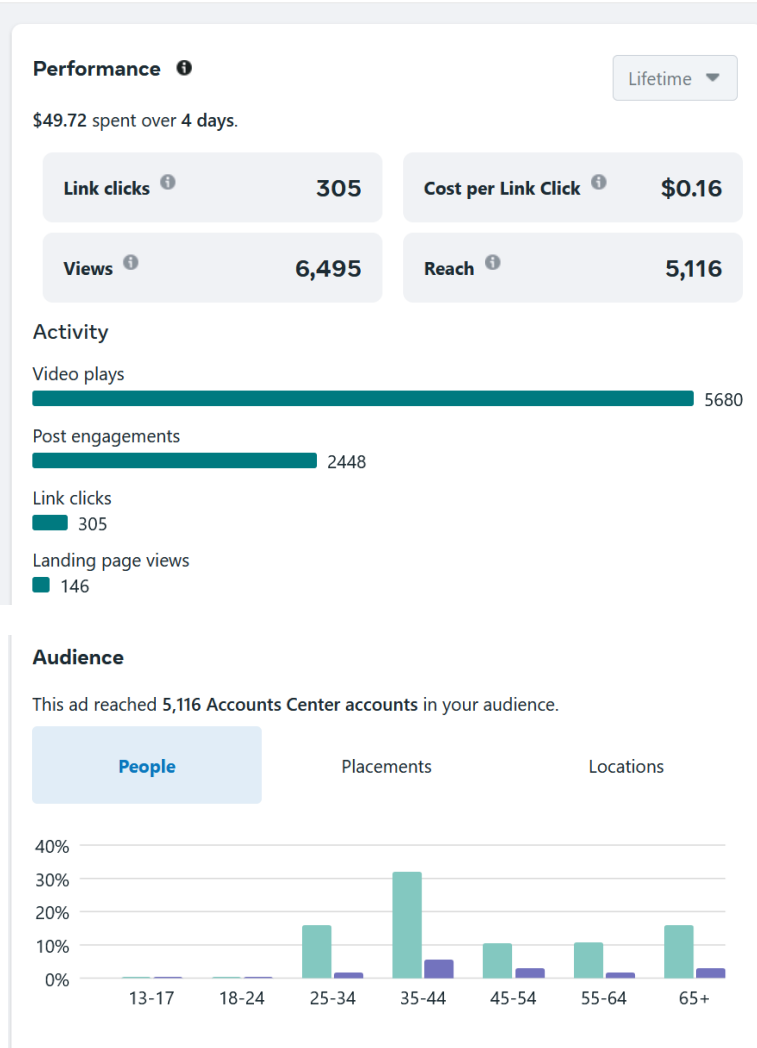 Performance
Lifetime
$49.72 spent over 4 days.
Link clicks 305
Cost per Link Click $0.16
Views 6,495
Reach 5,116
Activity
Video plays
5680
Post engagements
2448
Link clicks
305
Landing page views
146
Audience
This ad reached 5,116 Accounts Center accounts in your audience.
People Placements Locations
40%
30%
20%
10%
0%
13-17 18-24 25-34 35-44 45-54 55-64 65+